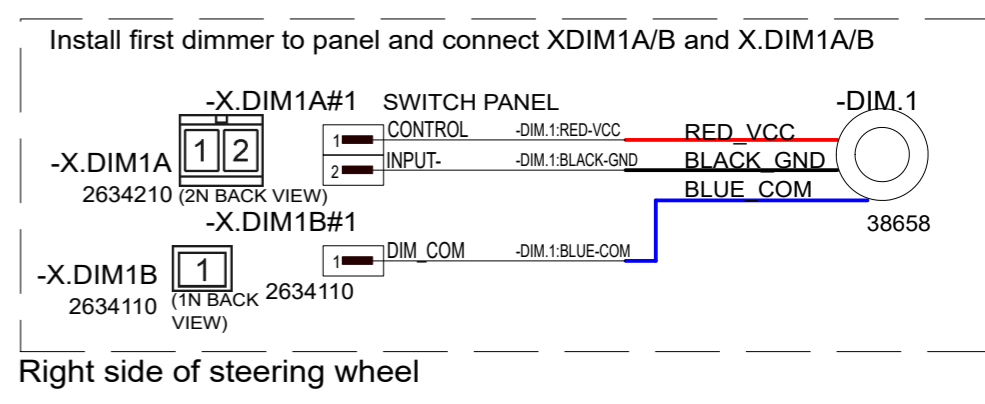 Install first dimmer to panel and connect XDIM1A/B and X.DIM1A/B
-X.DIM1A#1 SWITCH PANEL -DIM.1
1 CONTROL -DIM.1:RED-VCC RED_VCC
-X.DIM1A 1 2
2 INPUT- -DIM.1:BLACK-GND BLACK_GND
2634210 (2N BACK VIEW)
BLUE_COM
-X.DIM1B#1 38658
1 DIM_COM -DIM.1:BLUE-COM
-X.DIM1B 1
2634110 (1N BACK VIEW) 2634110
Right side of steering wheel